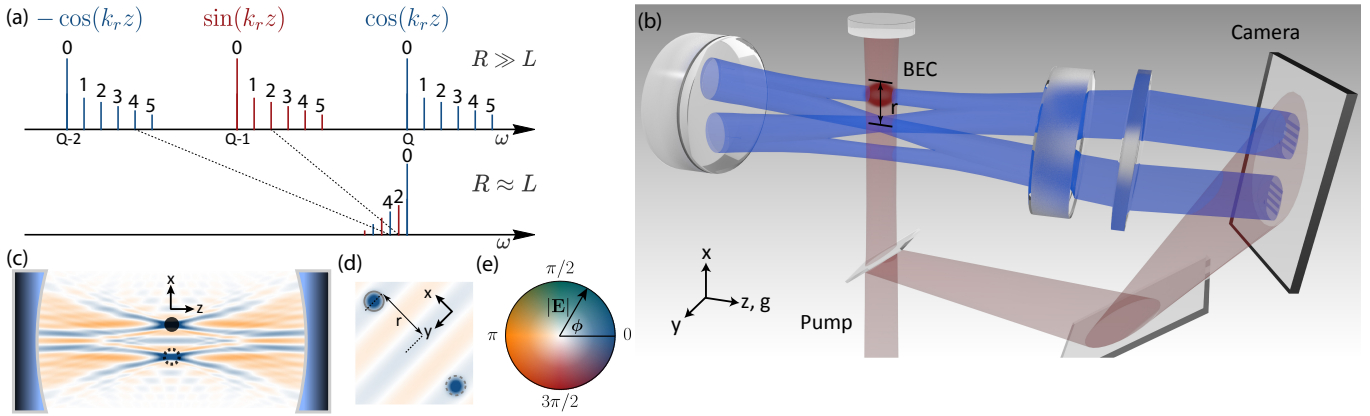 (a)
− cos(k_r z)
sin(k_r z)
cos(k_r z)
0
0
0
R ≫ L
1 2 3 4 5
1 2 3 4 5
1 2 3 4 5
Q-2
Q-1
Q
ω
0
4 2
R ≈ L
ω
(b)
BEC
r
Camera
x
z, g
y
Pump
(c)
x
z
(d)
x
r
y
(e)
π/2
|E|
ϕ
π
0
3π/2